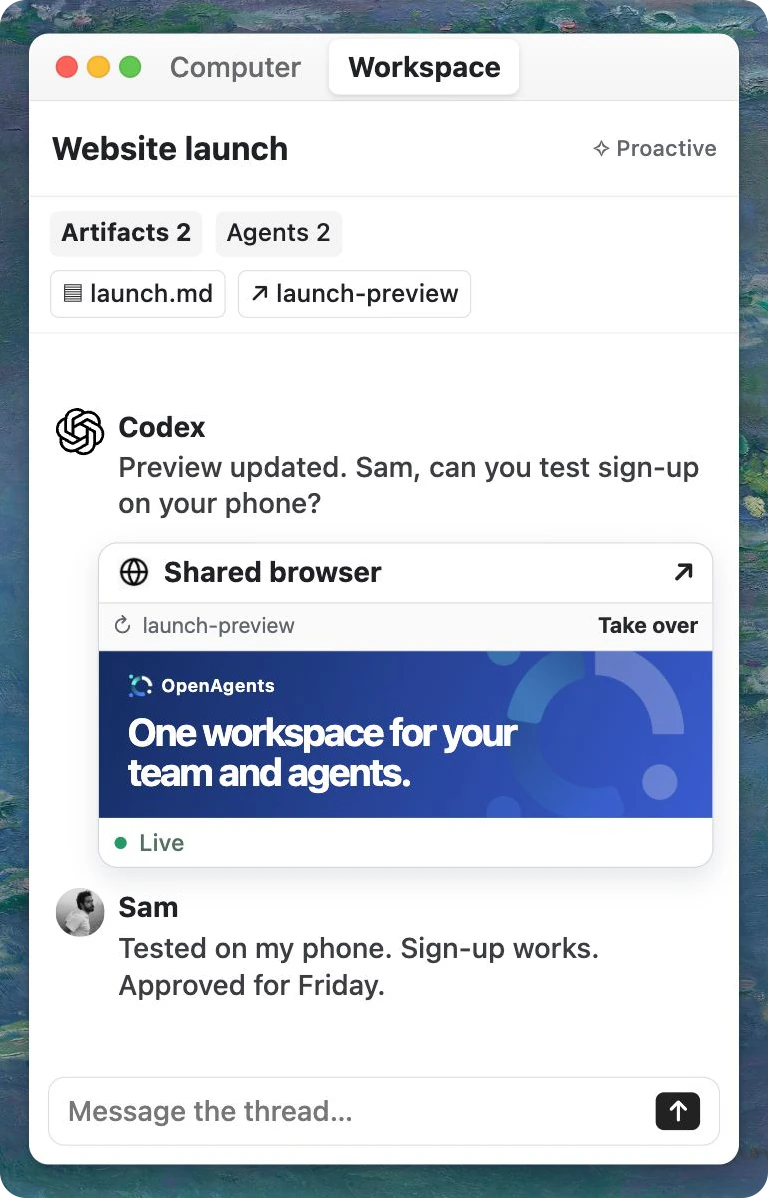 Computer
Workspace
Website launch
Proactive
Artifacts 2
Agents 2
launch.md
launch-preview
Codex
Preview updated. Sam, can you test sign-up
on your phone?
Shared browser
launch-preview
Take over
OpenAgents
One workspace for your
team and agents.
Live
Sam
Tested on my phone. Sign-up works.
Approved for Friday.
Message the thread...